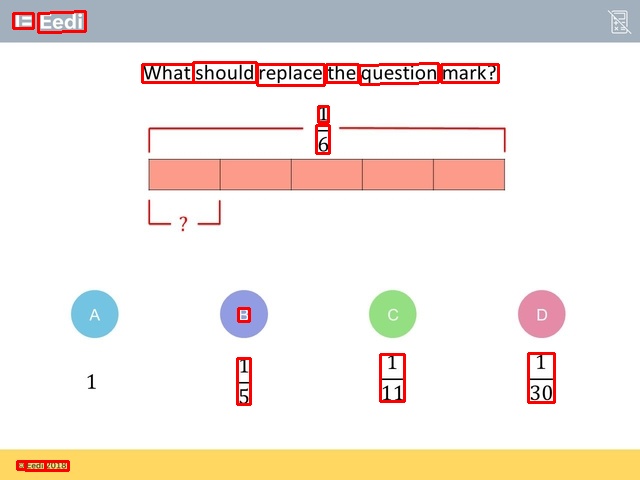 Eedi
What should replace the question mark?
1
6
?
A B C D
1 1/5 1/11 1/30
© Eedi 2018